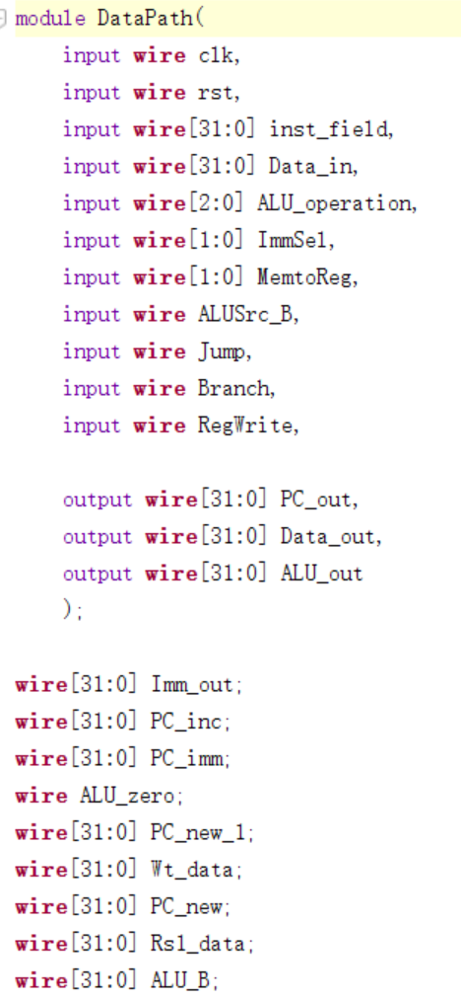 module DataPath(
input wire clk,
input wire rst,
input wire[31:0] inst_field,
input wire[31:0] Data_in,
input wire[2:0] ALU_operation,
input wire[1:0] ImmSel,
input wire[1:0] MemtoReg,
input wire ALUSrc_B,
input wire Jump,
input wire Branch,
input wire RegWrite,
output wire[31:0] PC_out,
output wire[31:0] Data_out,
output wire[31:0] ALU_out
);
wire[31:0] Imm_out;
wire[31:0] PC_inc;
wire[31:0] PC_imm;
wire ALU_zero;
wire[31:0] PC_new_1;
wire[31:0] Wt_data;
wire[31:0] PC_new;
wire[31:0] Rs1_data;
wire[31:0] ALU_B;